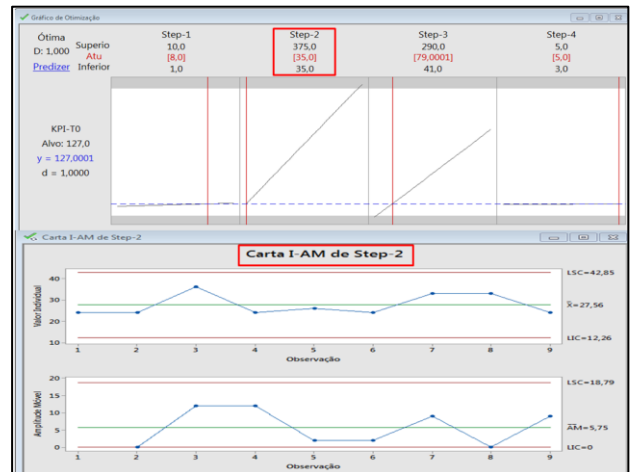 Gráfico de Otimização
Ótima
D: 1,000
Predizer
Superio
Atu
Inferior
Step-1
10,0
[8,0]
1,0
Step-2
375,0
[35,0]
35,0
Step-3
290,0
[79,0001]
41,0
Step-4
5,0
[5,0]
3,0
KPI-T0
Alvo: 127,0
y = 127,0001
d = 1,0000
Carta I-AM de Step-2
Carta I-AM de Step-2
Valor Individual
40
30
20
10
1 2 3 4 5 6 7 8 9
Observação
LSC=42,85
X=27,56
LIC=12,26
Amplitude Móvel
20
15
10
5
0
1 2 3 4 5 6 7 8 9
Observação
LSC=18,79
AM=5,75
LIC=0